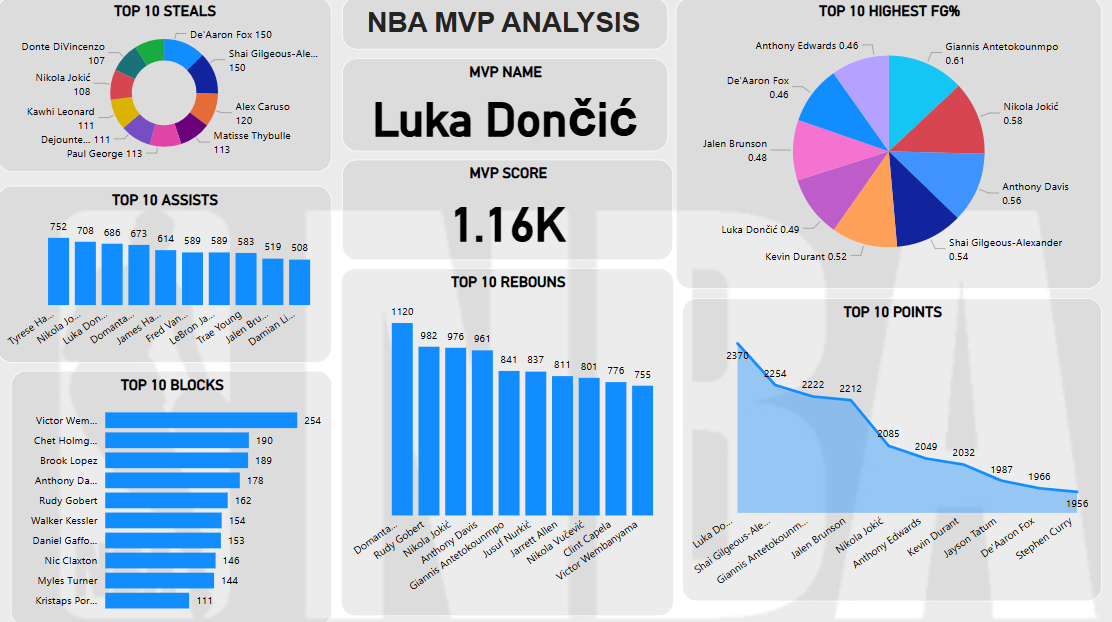 TOP 10 STEALS
De'Aaron Fox 150
Shai Gilgeous-Ale...
150
Alex Caruso
120
Matisse Thybulle
113
Paul George 113
Dejounte... 111
Kawhi Leonard
111
Nikola Jokić
108
Donte DiVincenzo
107
NBA MVP ANALYSIS
MVP NAME
Luka Dončić
MVP SCORE
1.16K
TOP 10 HIGHEST FG%
Giannis Antetokounmpo
0.61
Nikola Jokić
0.58
Anthony Davis
0.56
Shai Gilgeous-Alexander
0.54
Kevin Durant 0.52
Luka Dončić 0.49
Jalen Brunson
0.48
De'Aaron Fox
0.46
Anthony Edwards 0.46
TOP 10 ASSISTS
752 708 686 673 614 589 589 583 519 508
Tyrese Ha... Nikola Jo... Luka Don... Domanta... James Ha... Fred Van... LeBron Ja... Trae Young Jalen Bru... Damian Li...
TOP 10 BLOCKS
Victor Wem... 254
Chet Holmg... 190
Brook Lopez 189
Anthony Da... 178
Rudy Gobert 162
Walker Kessler 154
Daniel Gaffo... 153
Nic Claxton 146
Myles Turner 144
Kristaps Por... 111
TOP 10 REBOUNS
1120 982 976 961 841 837 811 801 776 755
Domanta... Rudy Gobert Nikola Jokić Anthony Davis Giannis Antetokounmpo Jusuf Nurkić Jarrett Allen Nikola Vučević Clint Capela Victor Wembanyama
TOP 10 POINTS
2370 2254 2222 2212 2085 2049 2032 1987 1966 1956
Luka Do... Shai Gilgeous-Ale... Giannis Antetokounm... Jalen Brunson Nikola Jokić Anthony Edwards Kevin Durant Jayson Tatum De'Aaron Fox Stephen Curry
NBA